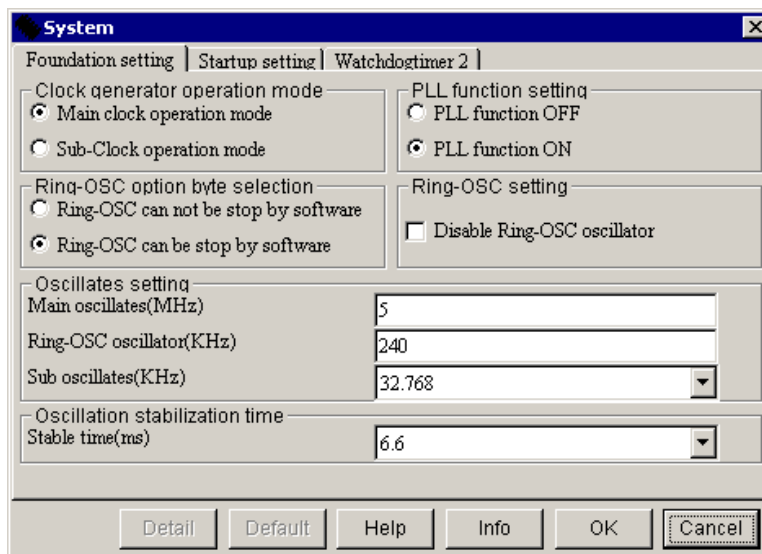 System
Foundation setting Startup setting Watchdogtimer 2
Clock generator operation mode
Main clock operation mode
Sub-Clock operation mode
PLL function setting
PLL function OFF
PLL function ON
Ring-OSC option byte selection
Ring-OSC can not be stop by software
Ring-OSC can be stop by software
Ring-OSC setting
Disable Ring-OSC oscillator
Oscillates setting
Main oscillates(MHz) 5
Ring-OSC oscillator(KHz) 240
Sub oscillates(KHz) 32.768
Oscillation stabilization time
Stable time(ms) 6.6
Detail Default Help Info OK Cancel